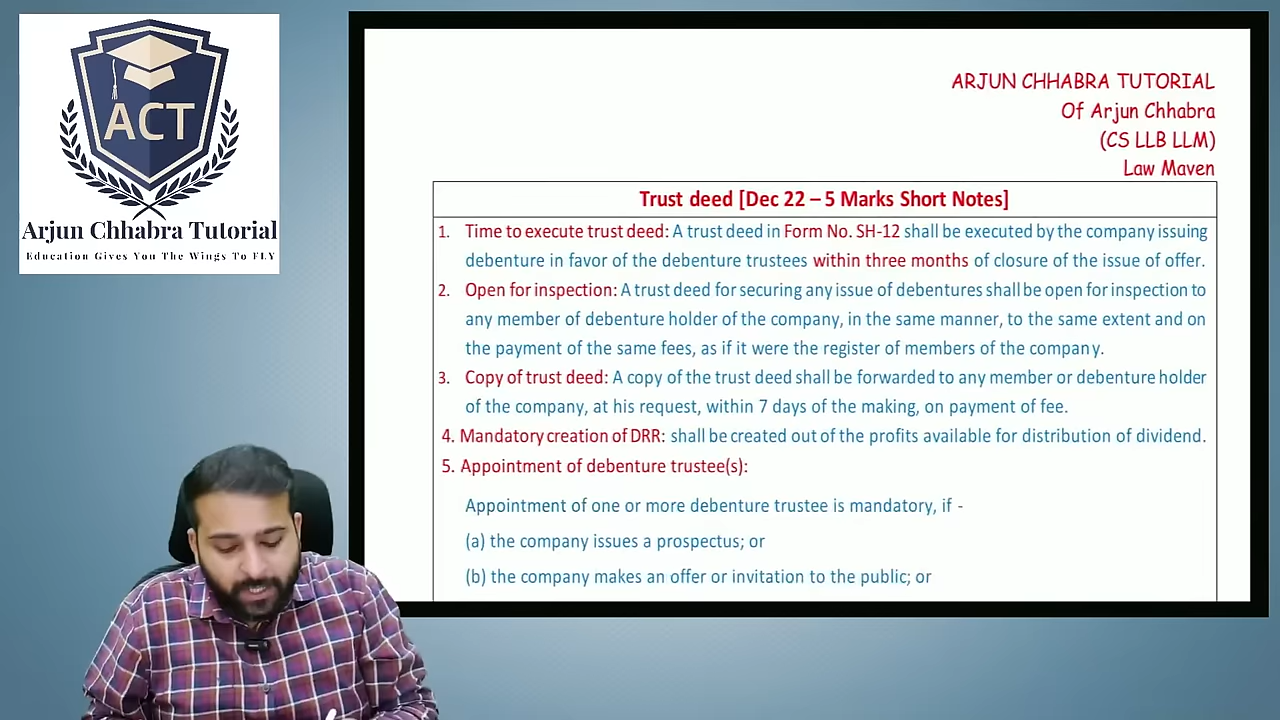 ACT
Arjun Chhabra Tutorial
Education Gives You The Wings To FLY
ARJUN CHHABRA TUTORIAL
Of Arjun Chhabra
(CS LLB LLM)
Law Maven
Trust deed [Dec 22 – 5 Marks Short Notes]
1. Time to execute trust deed: A trust deed in Form No. SH-12 shall be executed by the company issuing
debenture in favor of the debenture trustees within three months of closure of the issue of offer.
2. Open for inspection: A trust deed for securing any issue of debentures shall be open for inspection to
any member of debenture holder of the company, in the same manner, to the same extent and on
the payment of the same fees, as if it were the register of members of the company.
3. Copy of trust deed: A copy of the trust deed shall be forwarded to any member or debenture holder
of the company, at his request, within 7 days of the making, on payment of fee.
4. Mandatory creation of DRR: shall be created out of the profits available for distribution of dividend.
5. Appointment of debenture trustee(s):
Appointment of one or more debenture trustee is mandatory, if -
(a) the company issues a prospectus; or
(b) the company makes an offer or invitation to the public; or